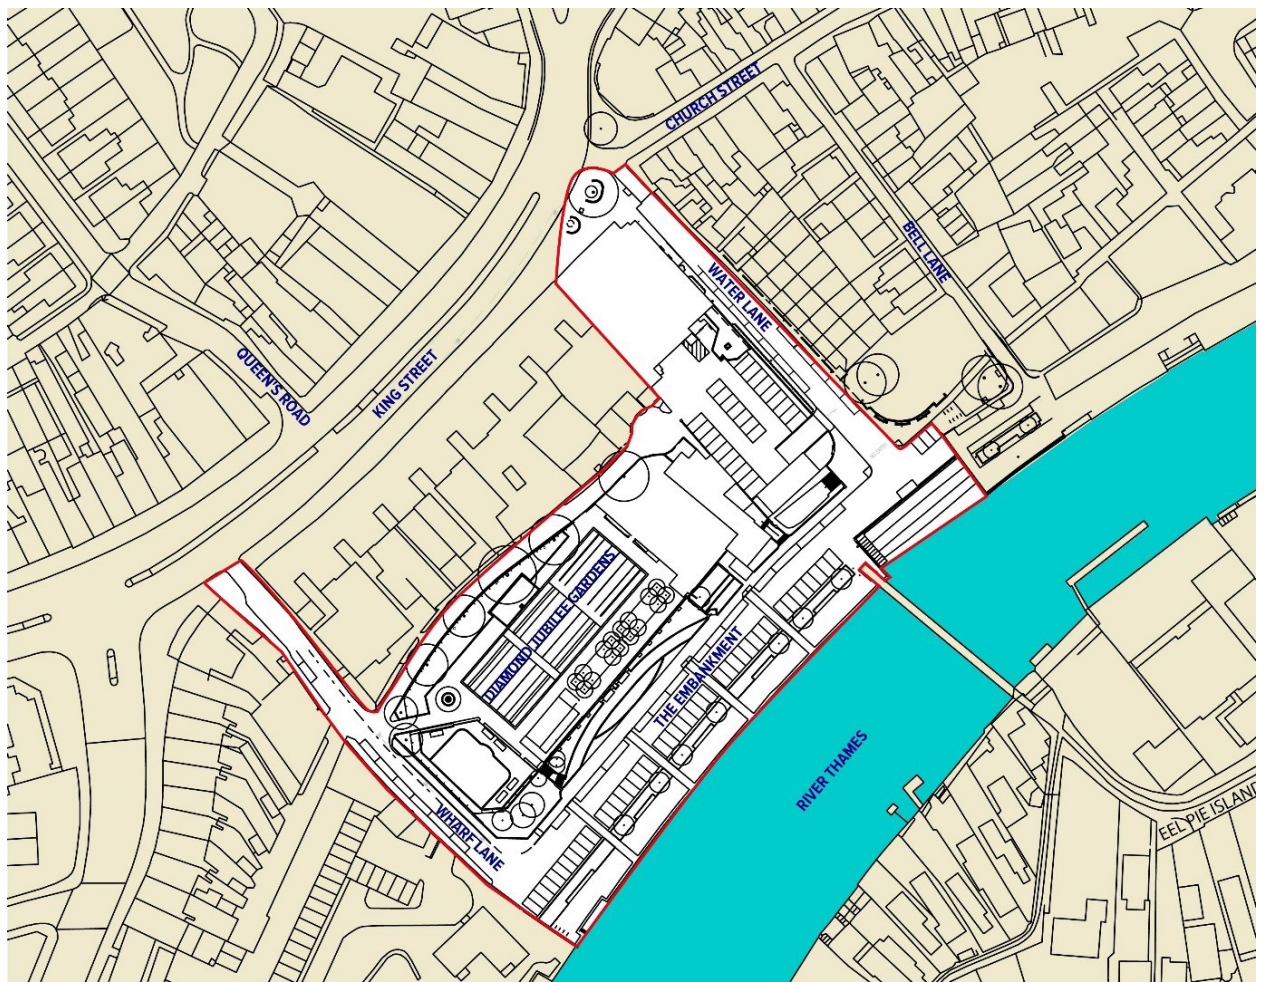 CHURCH STREET
BELL LANE
WATER LANE
QUEEN'S ROAD
KING STREET
DIAMOND JUBILEE GARDENS
THE EMBANKMENT
RIVER THAMES
EEL PIE ISLAND
WHARF LANE